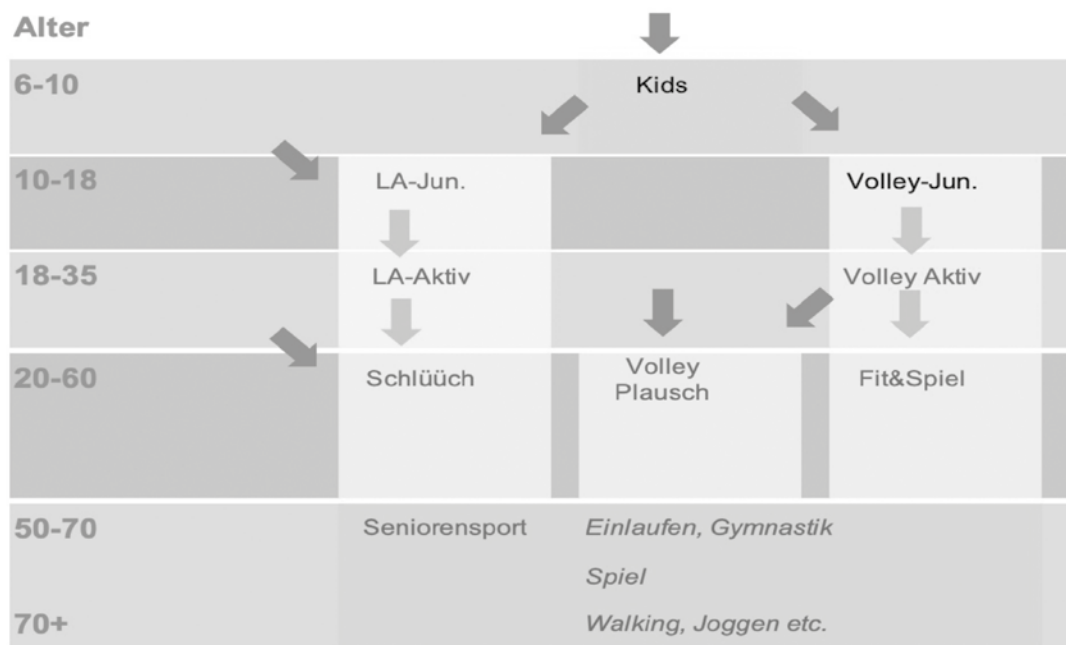 Alter
6-10 Kids
10-18 LA-Jun. Volley-Jun.
18-35 LA-Aktiv Volley Aktiv
20-60 Schlüüch Volley Plausch Fit&Spiel
50-70 Seniorensport Einlaufen, Gymnastik
Spiel
70+ Walking, Joggen etc.